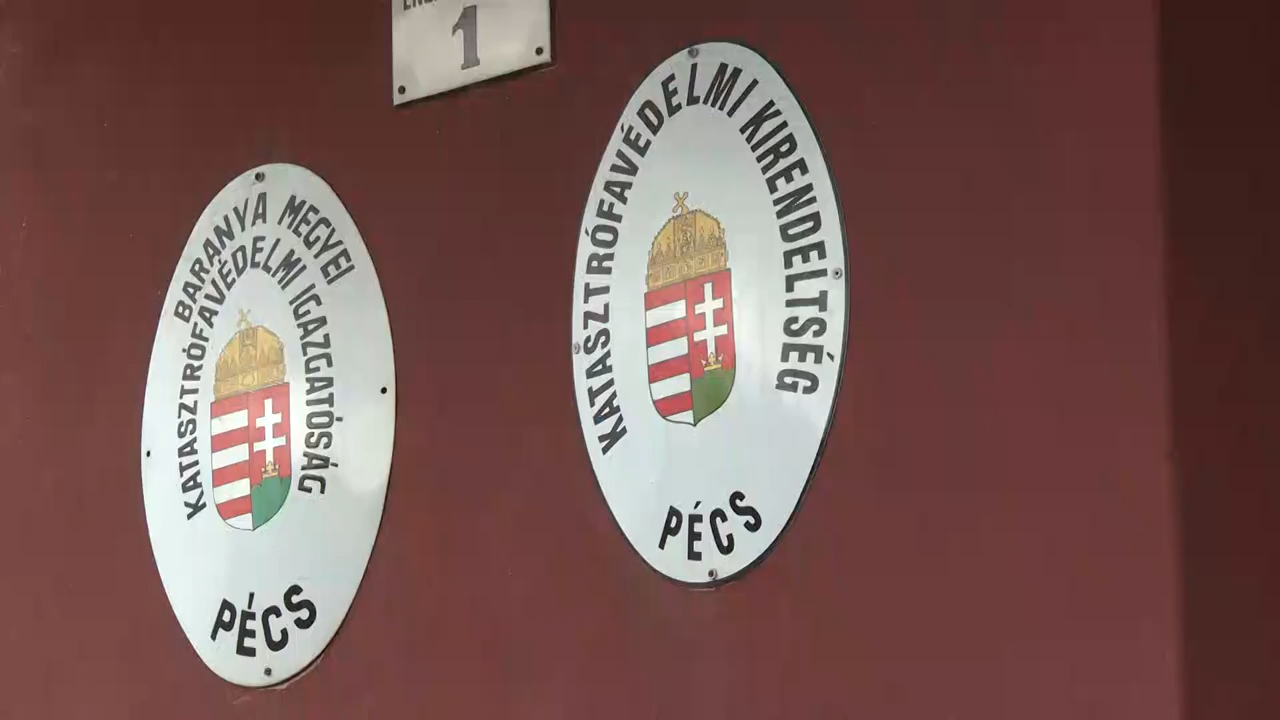 1
BARANYA MEGYEI
KATASZTRÓFAVÉDELMI IGAZGATÓSÁG
PÉCS
KATASZTRÓFAVÉDELMI KIRENDELTSÉG
PÉCS